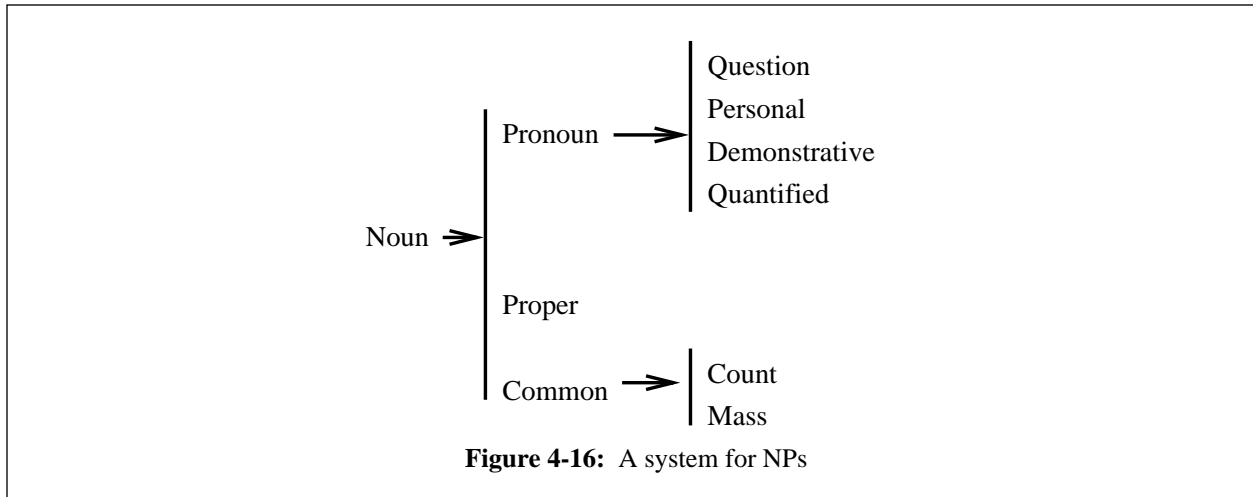 Question
Personal
Pronoun
Demonstrative
Quantified
Noun
Proper
Common
Count
Mass
Figure 4-16: A system for NPs